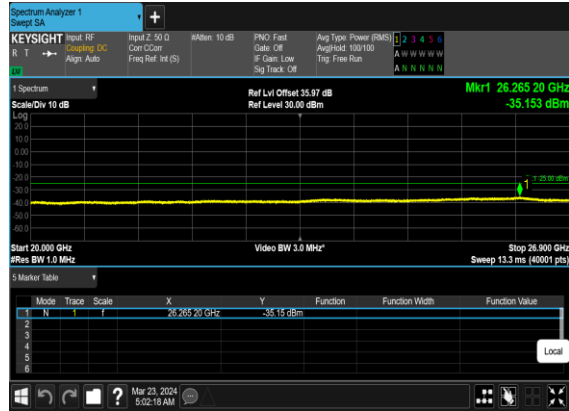 Spectrum Analyzer 1
Swept SA
+
KEYSIGHT Input: RF Input Z: 50 Ω #Atten: 10 dB PNO: Fast Avg Type: Power (RMS) 1 2 3 4 5 6
R T Coupling: DC Corr CCorr Gate: Off Avg|Hold: 100/100 A W W W W W
Align: Auto Freq Ref: Int (S) IF Gain: Low Trig: Free Run
Sig Track: Off A N N N N N
1 Spectrum Ref Lvl Offset 35.97 dB Mkr1 26.265 20 GHz
Scale/Div 10 dB Ref Level 30.00 dBm -35.153 dBm
Log
20.0
10.0
0.00
-10.0
-20.0
-30.0
-40.0
-50.0
-60.0
1
-25.00 dBm
Start 20.000 GHz Video BW 3.0 MHz* Stop 26.900 GHz
#Res BW 1.0 MHz Sweep 13.3 ms (40001 pts)
5 Marker Table
Mode Trace Scale X Y Function Function Width Function Value
1 N 1 f 26.265 20 GHz -35.15 dBm
2
3
4
5
6
Local
? Mar 23, 2024
5:02:18 AM